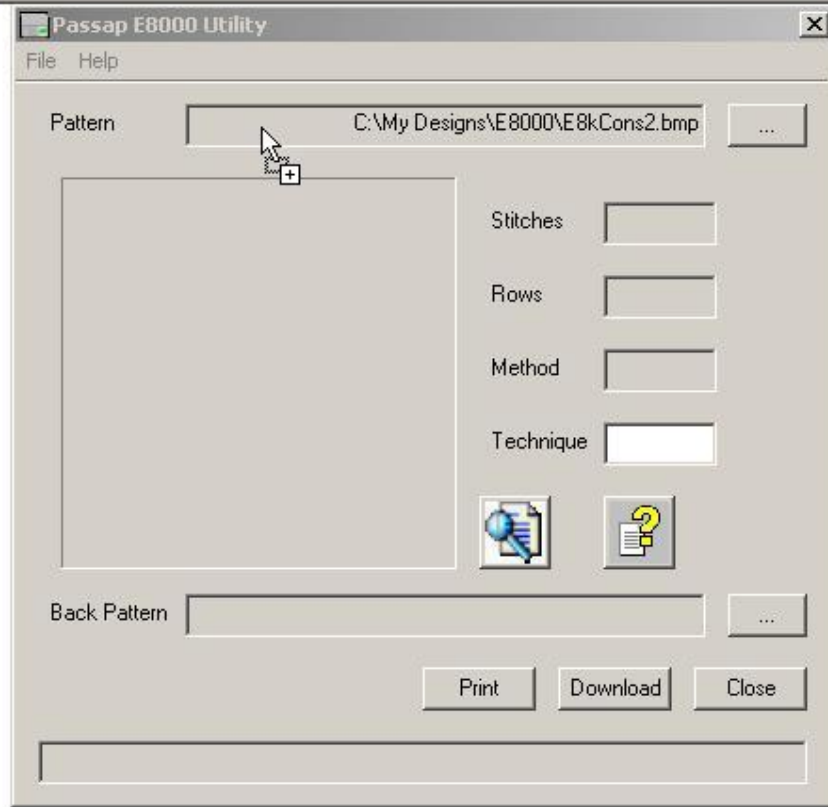 Passap E8000 Utility
File Help
Pattern C:\My Designs\E8000\E8kCons2.bmp ...
Stitches
Rows
Method
Technique
Back Pattern ...
Print Download Close